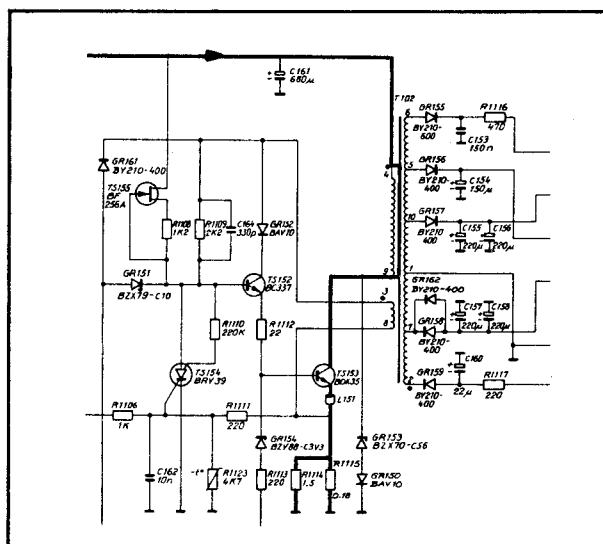 C161
680µ
T102
GR155
BY210-600
C153
150n
R1116
470
6
GR161
BY210-400
TS155
BF
256A
GR156
BY210-
400
C154
150µ
5
4
R1108
1K2
R1109
2K2
C164
330p
GR152
BAV10
GR157
BY210
400
C155
220µ
C156
220µ
10
GR151
BZX79-C10
TS152
BC337
9
1
GR162
BY210-400
3
8
C157
220µ
C158
220µ
GR158
BY210-
400
7
R1110
220K
R1112
22
TS154
BRY39
TS153
BDX35
C160
22µ
GR159
BY210-
400
R1117
220
2
L151
R1106
1K
R1111
220
C162
10n
-t°
R1123
4K7
GR154
BZV88-C3V3
R1113
220
R1114
1.5
R1115
0.18
GR153
BZX70-C56
GR150
BAV10